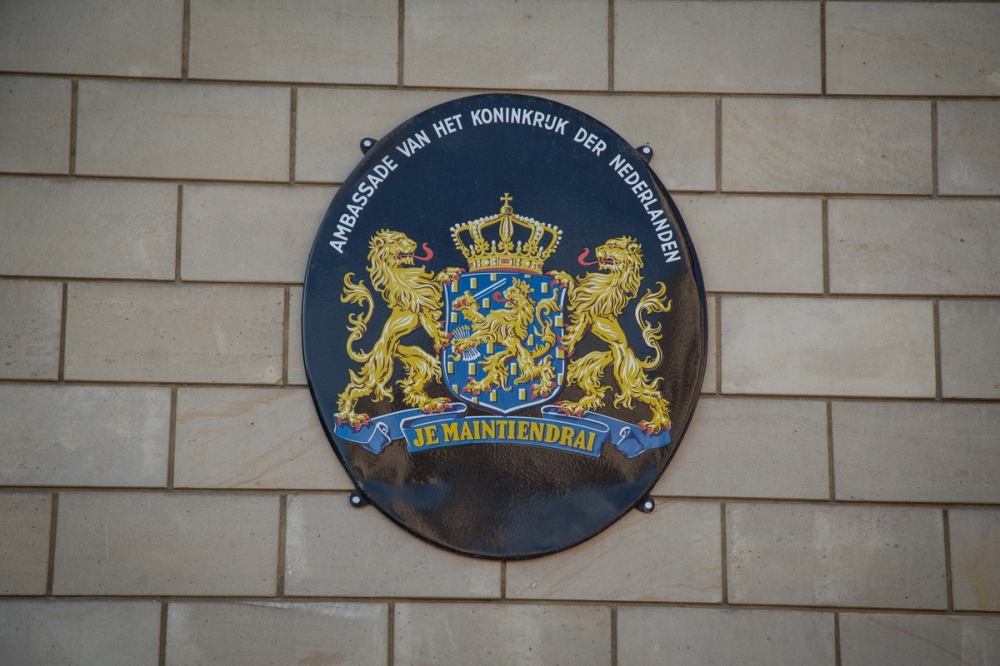 AMBASSADE VAN HET KONINKRIJK DER NEDERLANDEN
JE MAINTIENDRAI